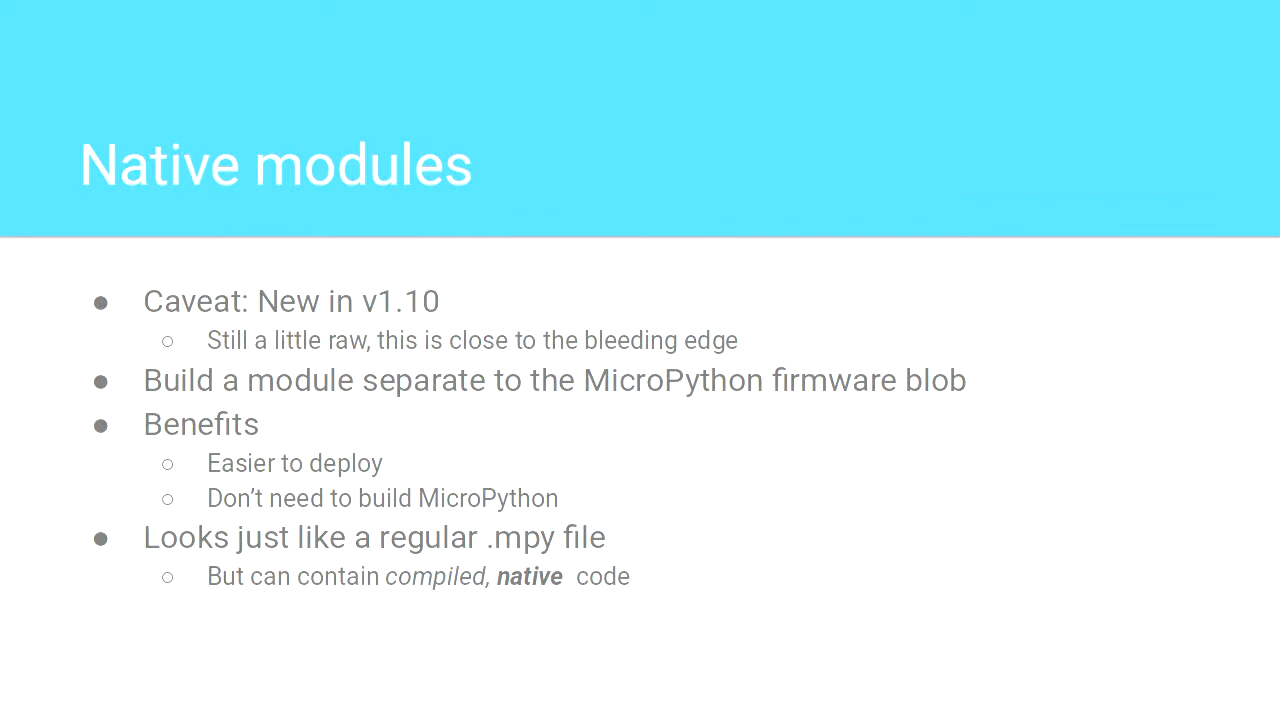 Native modules
● Caveat: New in v1.10
○ Still a little raw, this is close to the bleeding edge
● Build a module separate to the MicroPython firmware blob
● Benefits
○ Easier to deploy
○ Don’t need to build MicroPython
● Looks just like a regular .mpy file
○ But can contain compiled, native code